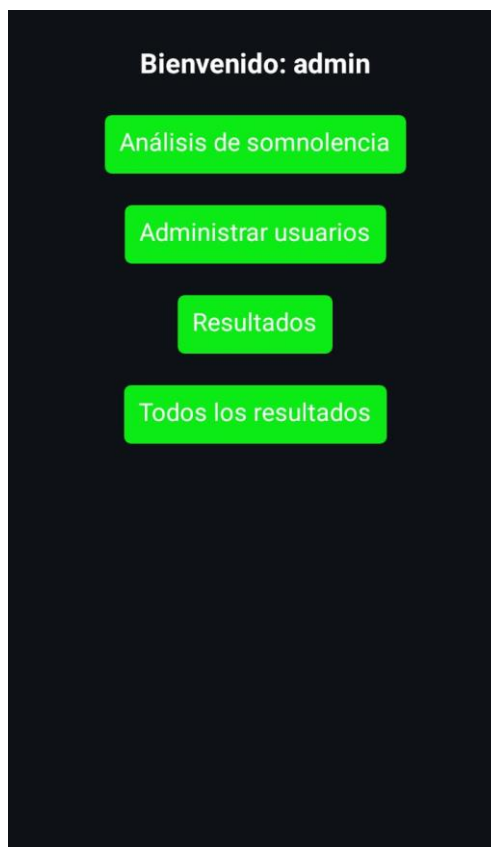 Bienvenido: admin
Análisis de somnolencia
Administrar usuarios
Resultados
Todos los resultados